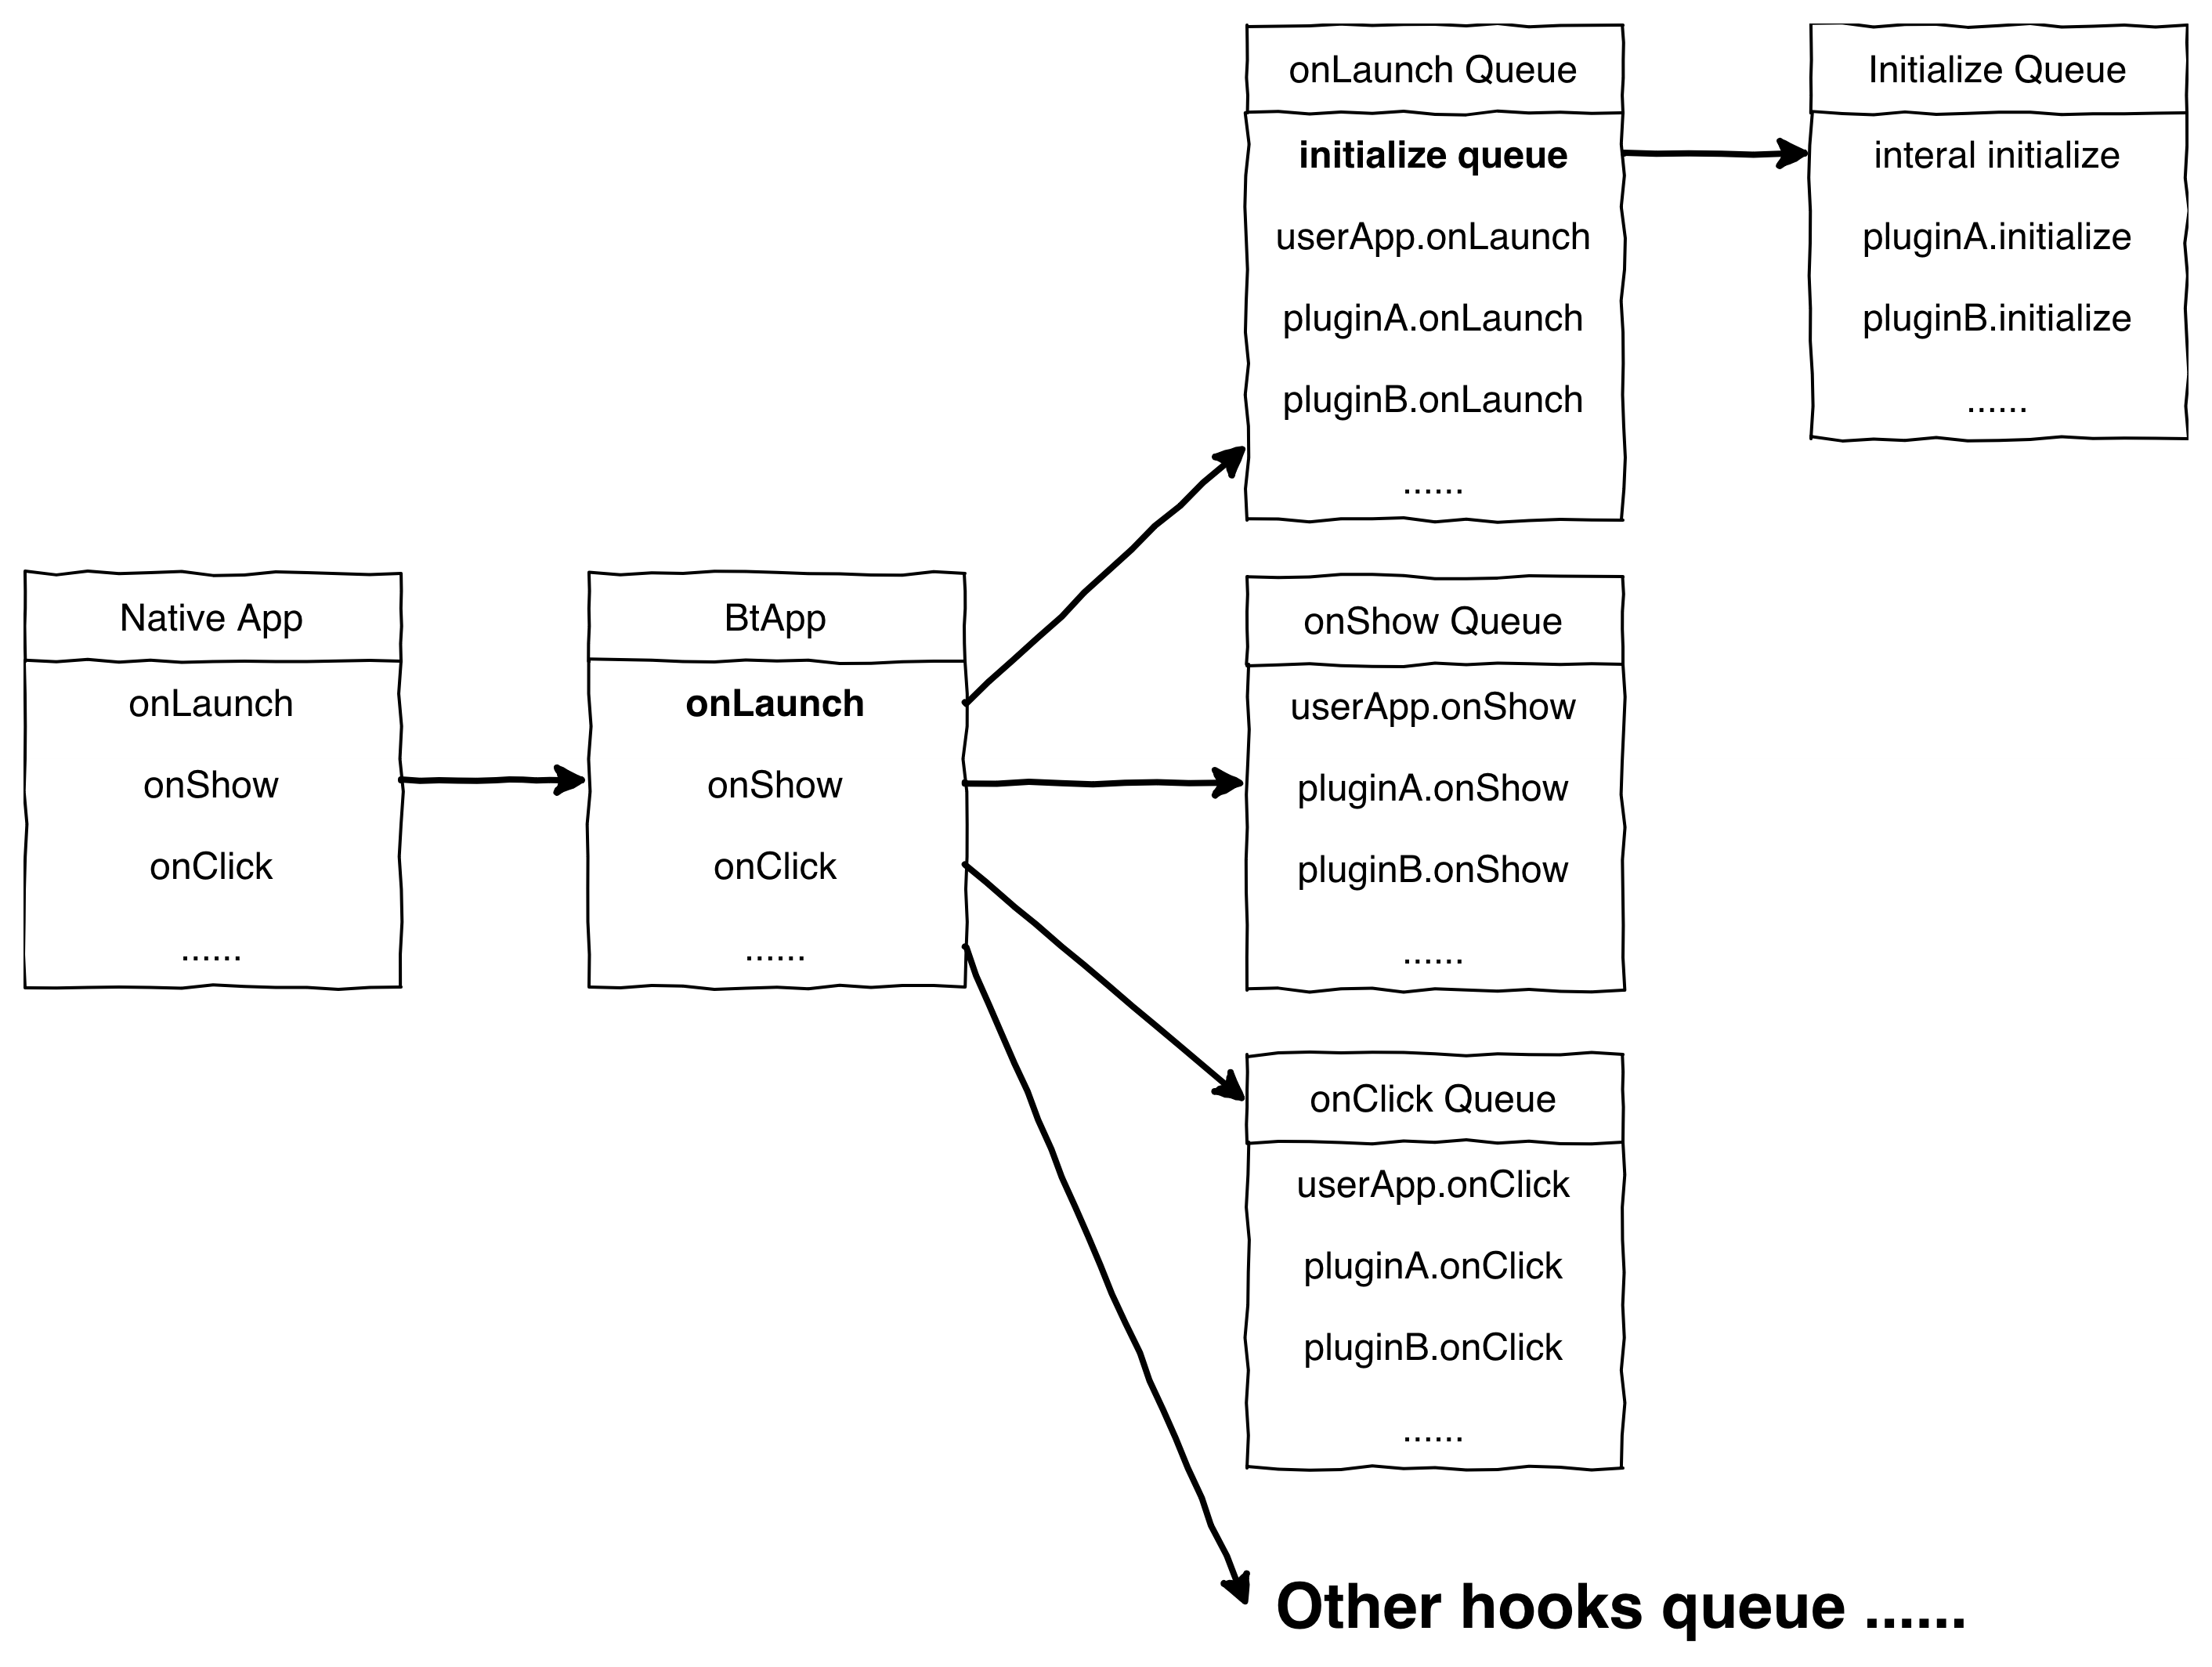 Native App
onLaunch
onShow
onClick
......
BtApp
onLaunch
onShow
onClick
......
onLaunch Queue
initialize queue
userApp.onLaunch
pluginA.onLaunch
pluginB.onLaunch
......
Initialize Queue
interal initialize
pluginA.initialize
pluginB.initialize
......
onShow Queue
userApp.onShow
pluginA.onShow
pluginB.onShow
......
onClick Queue
userApp.onClick
pluginA.onClick
pluginB.onClick
......
Other hooks queue ......